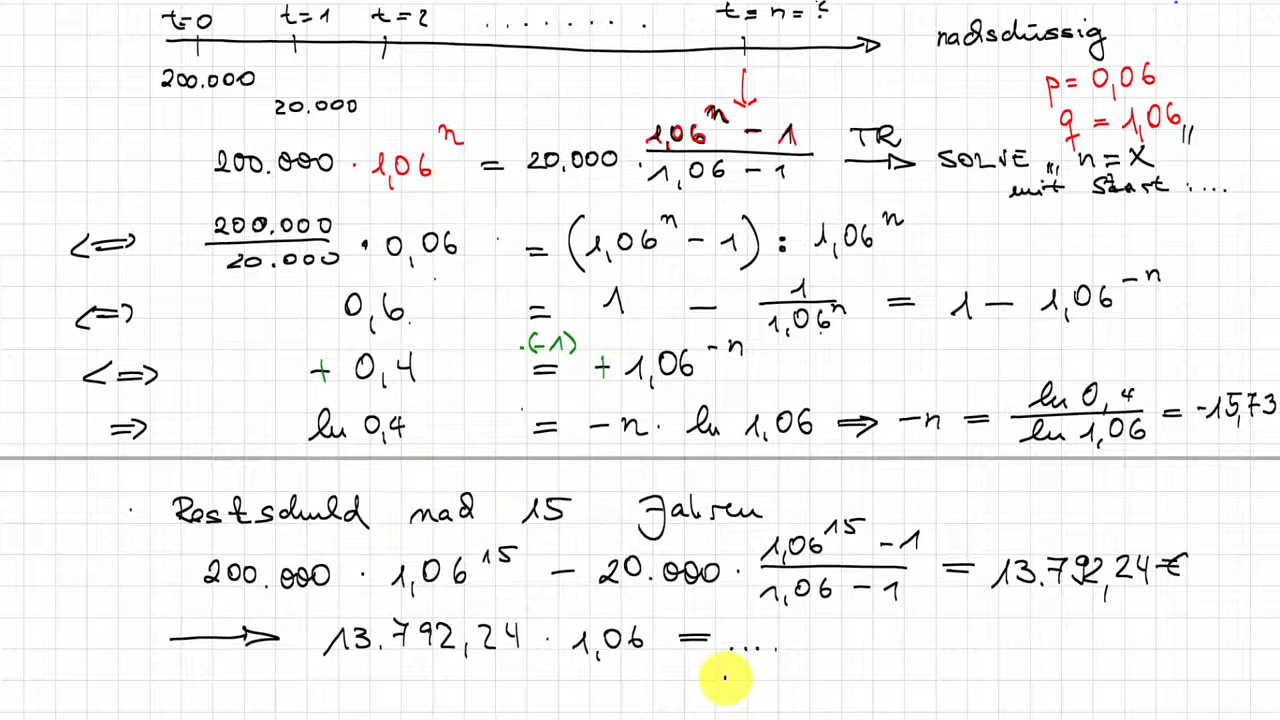 t=0 t=1 t=2 ........ t=n=?
nachschüssig
200.000
20.000
p=0,06
q=1,06
200.000 · 1,06^n = 20.000 · (1,06^n - 1)/(1,06 - 1) TR → SOLVE "n=X"
mit Start : ....
<=> 200.000/20.000 · 0,06 = (1,06^n - 1) : 1,06^n
<=> 0,6 = 1 - 1/1,06^n = 1 - 1,06^-n
·(-1)
<=> + 0,4 = + 1,06^-n
=> ln 0,4 = -n · ln 1,06 => -n = ln 0,4/ln 1,06 = -15,73
Restschuld nach 15 Jahren
200.000 · 1,06^15 - 20.000 · (1,06^15 - 1)/(1,06 - 1) = 13.792,24 €
→ 13.792,24 · 1,06 = ....